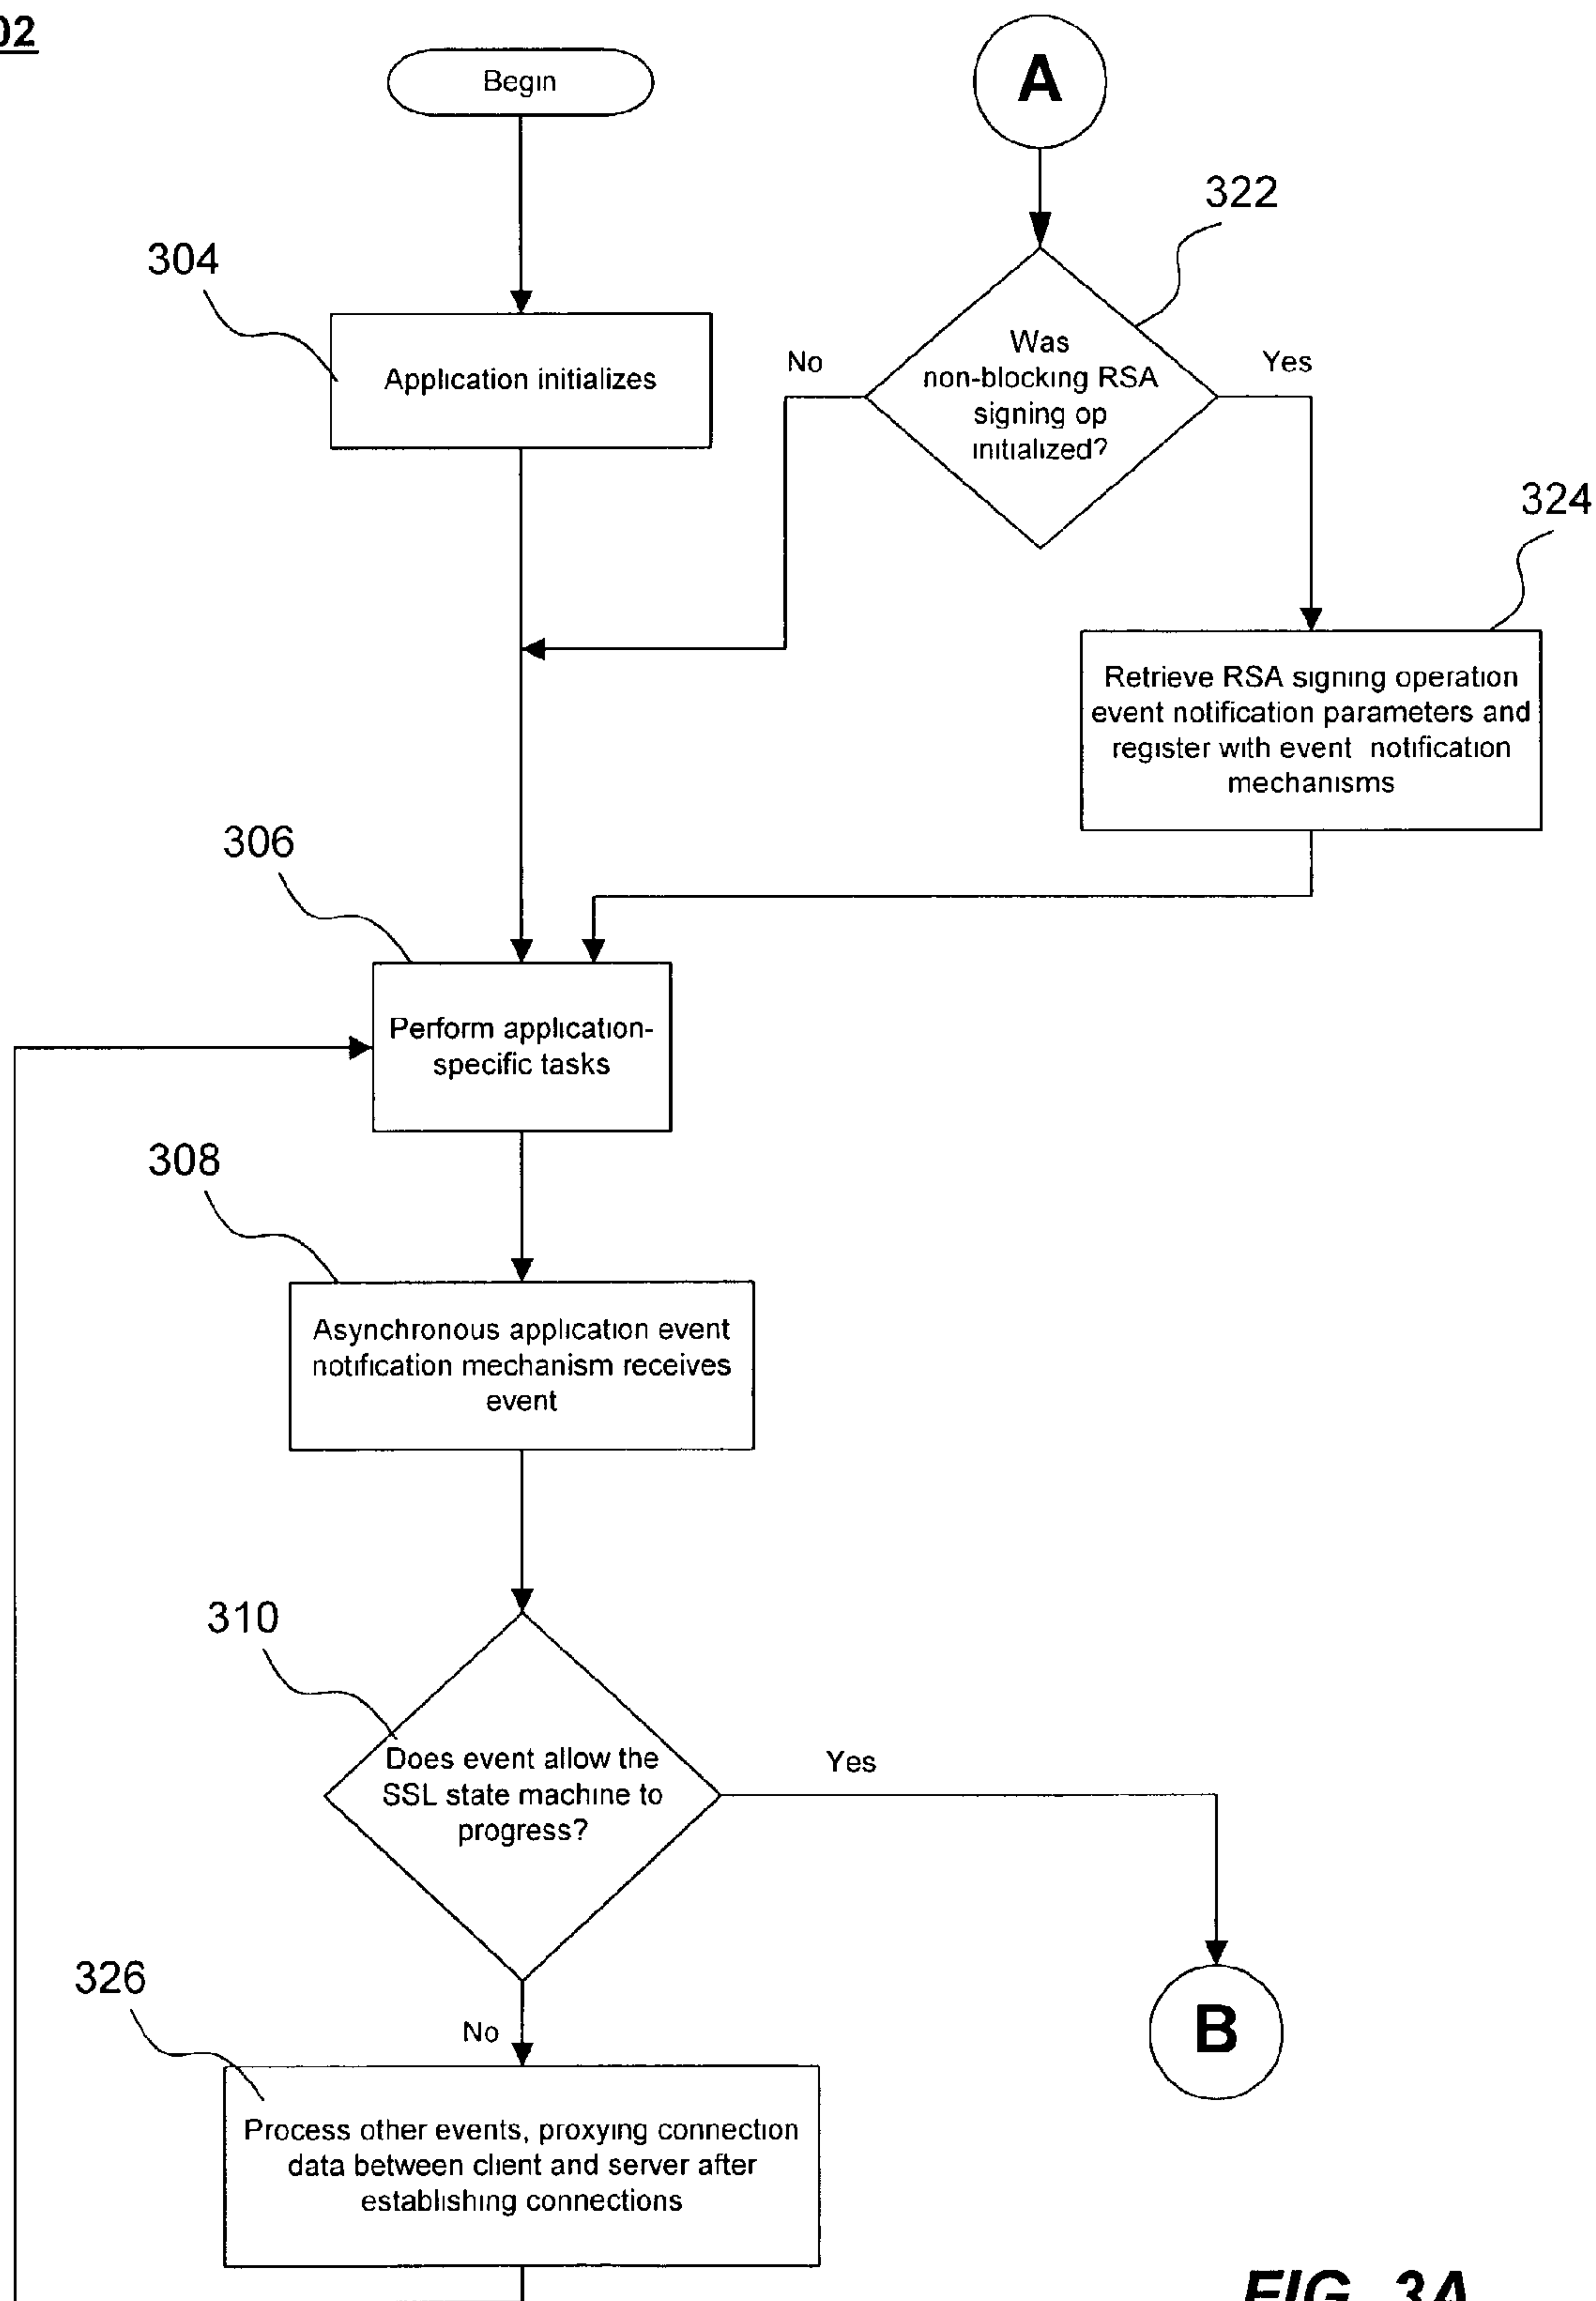 02
Begin
A
322
304
Application initializes
No
Was
non-blocking RSA
signing op
initialized?
Yes
324
Retrieve RSA signing operation
event notification parameters and
register with event notification
mechanisms
306
Perform application-
specific tasks
308
Asynchronous application event
notification mechanism receives
event
310
Does event allow the
SSL state machine to
progress?
Yes
326
No
B
Process other events, proxying connection
data between client and server after
establishing connections
FIG. 3A